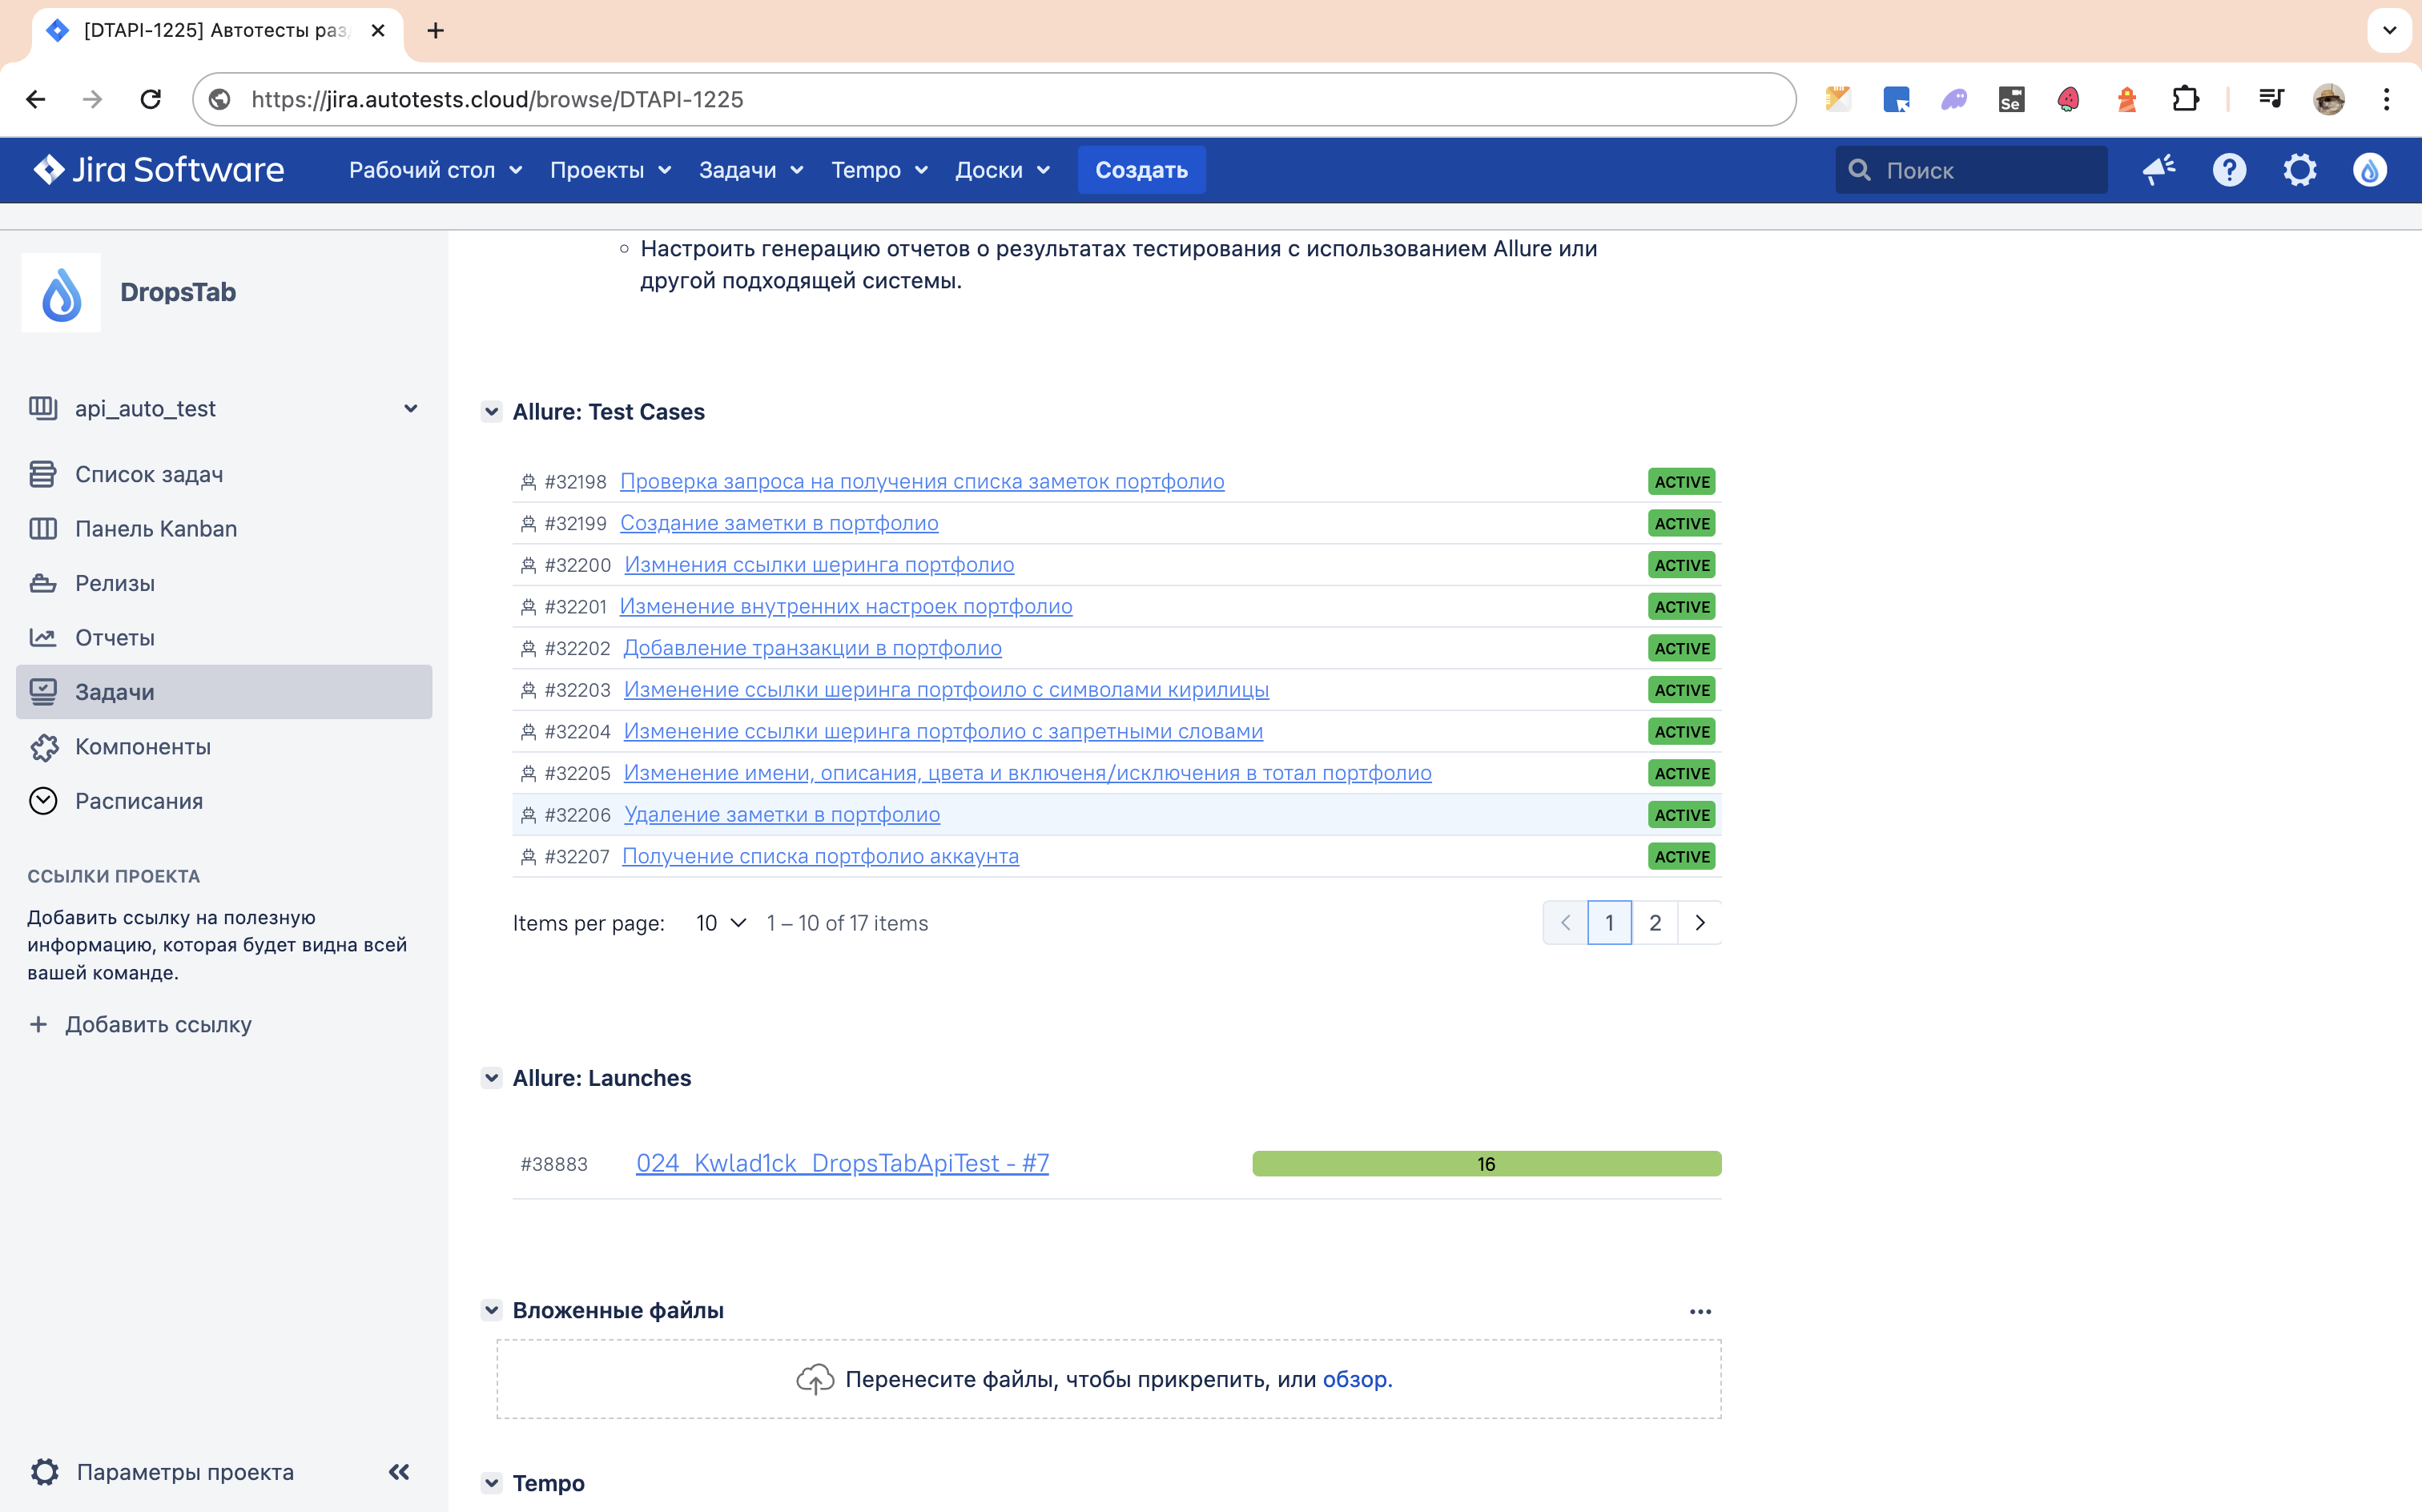 [DTAPI-1225] Автотесты раз
https://jira.autotests.cloud/browse/DTAPI-1225
Se
Jira Software
Рабочий стол
Проекты
Задачи
Tempo
Доски
Создать
Поиск
DropsTab
api_auto_test
Список задач
Панель Kanban
Релизы
Отчеты
Задачи
Компоненты
Расписания
ССЫЛКИ ПРОЕКТА
Добавить ссылку на полезную
информацию, которая будет видна всей
вашей команде.
+ Добавить ссылку
Параметры проекта
Настроить генерацию отчетов о результатах тестирования с использованием Allure или
другой подходящей системы.
Allure: Test Cases
#32198 Проверка запроса на получения списка заметок портфолио ACTIVE
#32199 Создание заметки в портфолио ACTIVE
#32200 Измнения ссылки шеринга портфолио ACTIVE
#32201 Изменение внутренних настроек портфолио ACTIVE
#32202 Добавление транзакции в портфолио ACTIVE
#32203 Изменение ссылки шеринга портфоило с символами кирилицы ACTIVE
#32204 Изменение ссылки шеринга портфолио с запретными словами ACTIVE
#32205 Изменение имени, описания, цвета и включеня/исключения в тотал портфолио ACTIVE
#32206 Удаление заметки в портфолио ACTIVE
#32207 Получение списка портфолио аккаунта ACTIVE
Items per page: 10 1 – 10 of 17 items 1 2
Allure: Launches
#38883 024_Kwlad1ck_DropsTabApiTest - #7 16
Вложенные файлы
Перенесите файлы, чтобы прикрепить, или обзор.
Tempo